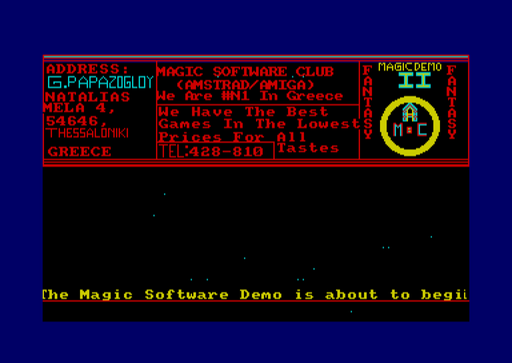 ADDRESS:
G.PAPAZOGLOY
NATALIAS
MELA 4,
54646,
THESSALONIKI
GREECE
MAGIC SOFTWARE CLUB
(AMSTRAD/AMIGA)
We Are #N1 In Greece
We Have The Best
Games In The Lowest
Prices For All
Tastes
TEL:428-810
FANTASY
MAGIC DEMO
II
M S C
FANTASY
The Magic Software Demo is about to begi